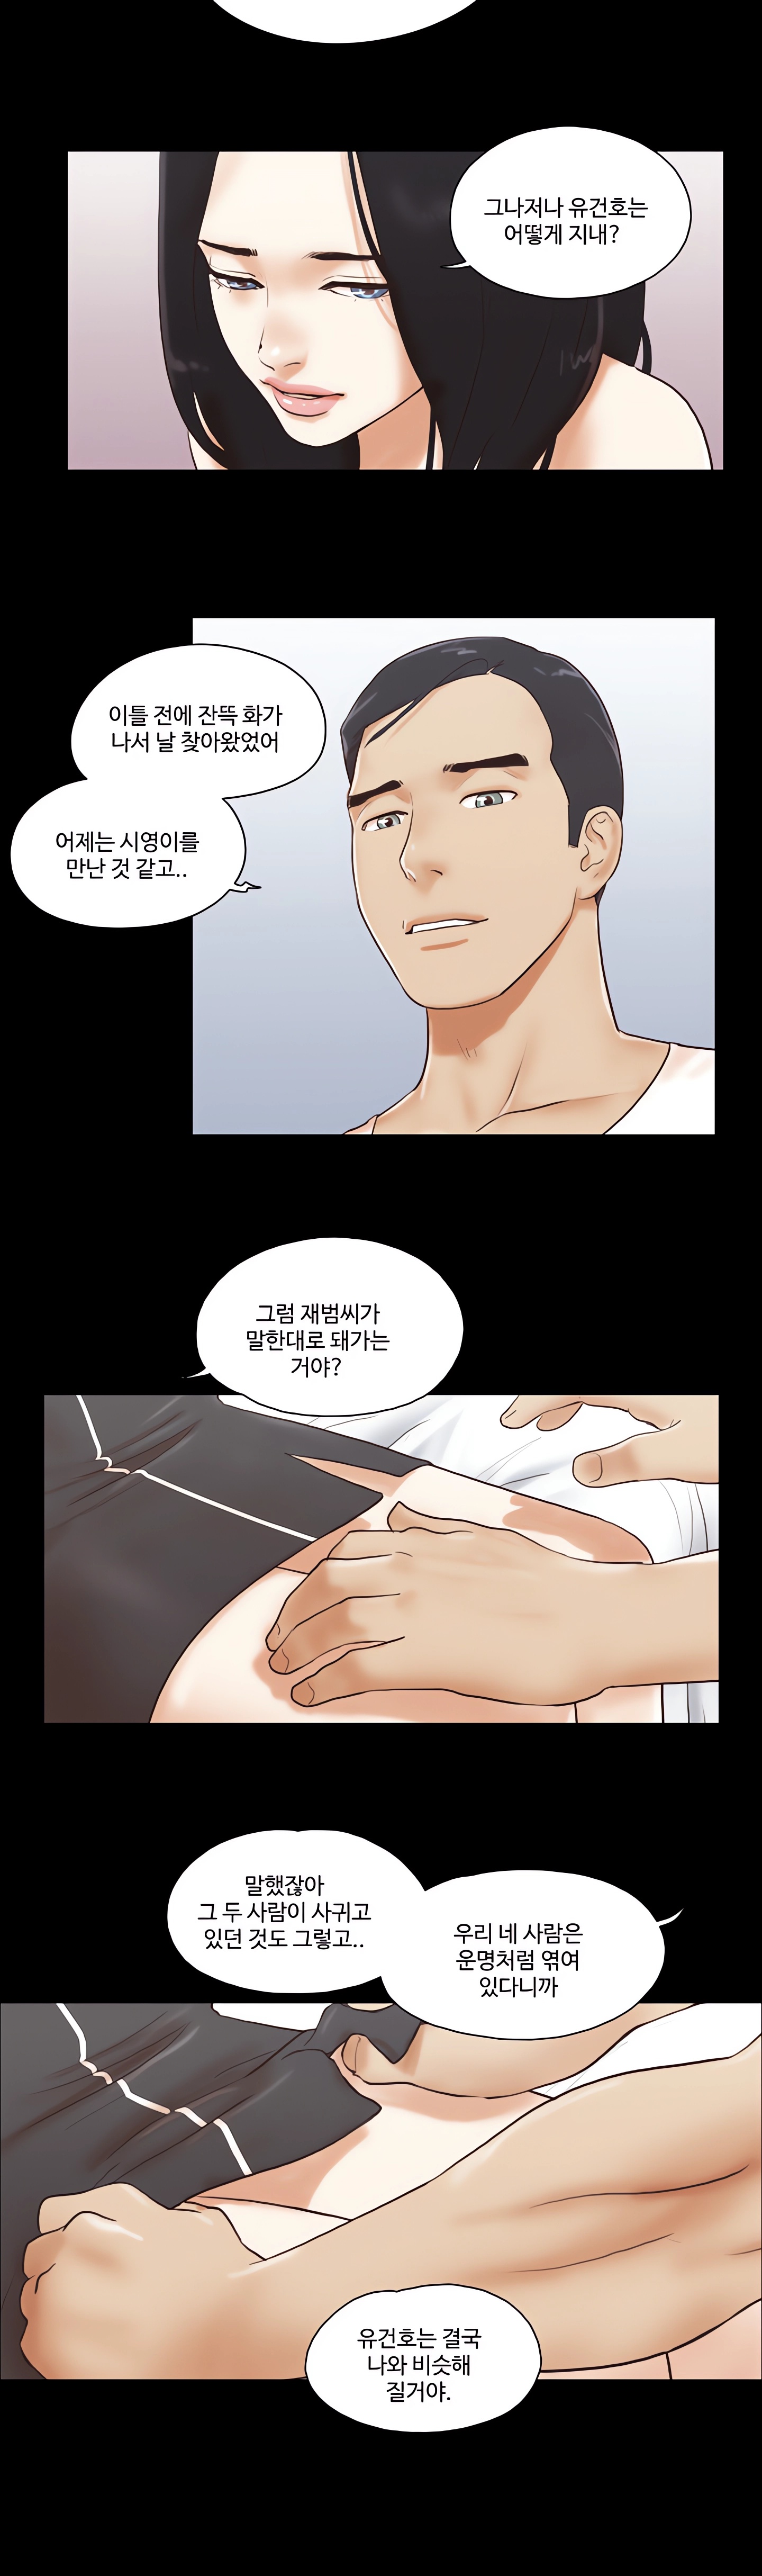 그나저나 유건호는
어떻게 지내?
이틀 전에 잔뜩 화가
나서 날 찾아왔었어
어제는 시영이를
만난 것 같고..
그럼 재범씨가
말한대로 돼가는
거야?
말했잖아
그 두 사람이 사귀고
있던 것도 그렇고..
우리 네 사람은
운명처럼 엮여
있다니까
유건호는 결국
나와 비슷해
질거야.